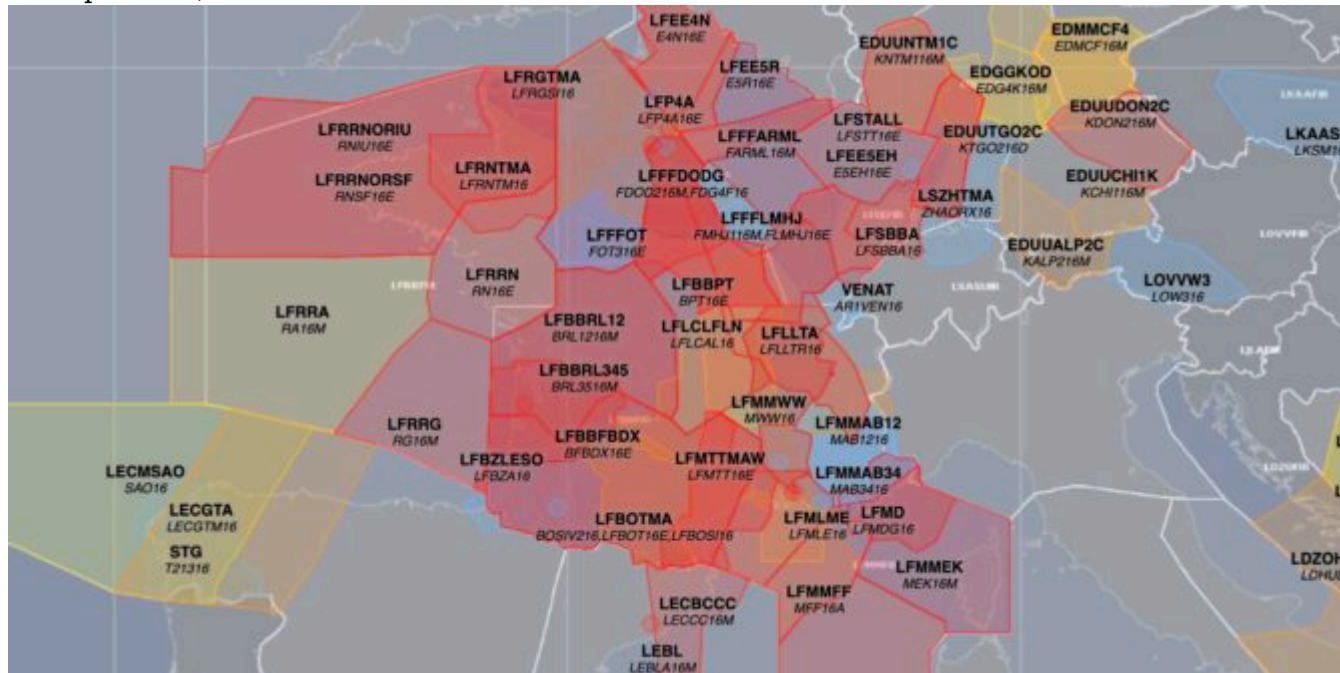 LFEE4N
E4N16E
EDUUNTM1C
KNTM116M
EDMMCF4
EDMCF16M
LFEE5R
E5R16E
EDGGKOD
EDG4K16M
LFRGTMA
LFRGSI16
LFP4A
LFP4A16E
LFSTALL
LFSTT16E
EDUUDON2C
KDON216M
EDUUTGO2C
KTGO216D
LFRRNORIU
RNIU16E
LFFFARML
FARML16M
LKAAS
LFEE5EH
E5EH16E
LFRNTMA
LFRNTM16
LFFFDODG
FDOD216M,FDG4F16
EDUUCHI1K
KCHI116M
LFRRNORSF
RNSF16E
LSZHTMA
ZHAORX16
LFFFOT
FOT316E
LFFFLMHJ
FMHJ116M,FLMHJ16E
LFSBBA
LFSBBA16
EDUUALP2C
KALP216M
LFRRN
RN16E
LFBBPT
BPT16E
VENAT
AR1VEN16
LOVVW3
LOW316
LFRRA
RA16M
LFBBRL12
BRL1216M
LFLCLFLN
LFLCAL16
LFLLTA
LFLLTR16
LFBBRL345
BRL3516M
LFMMWW
MWW16
LFRRG
RG16M
LFMMAB12
MAB1216
LFBBFBDX
BFBDX16E
LFBZLESO
LFBZA16
LFMTTMAW
LFMTT16E
LECMSAO
SAO16
LFMMAB34
MAB3416
LECGTA
LECGTM16
LFBOTMA
BOSIV216,LFBOT16E,LFBOSI16
LFMLME
LFMLE16
LFMD
LFMDG16
STG
T21316
LFMMEK
MEK16M
LDZOH
LECBCCC
LECCC16M
LFMMFF
MFF16A
LEBL
LEBLA16M